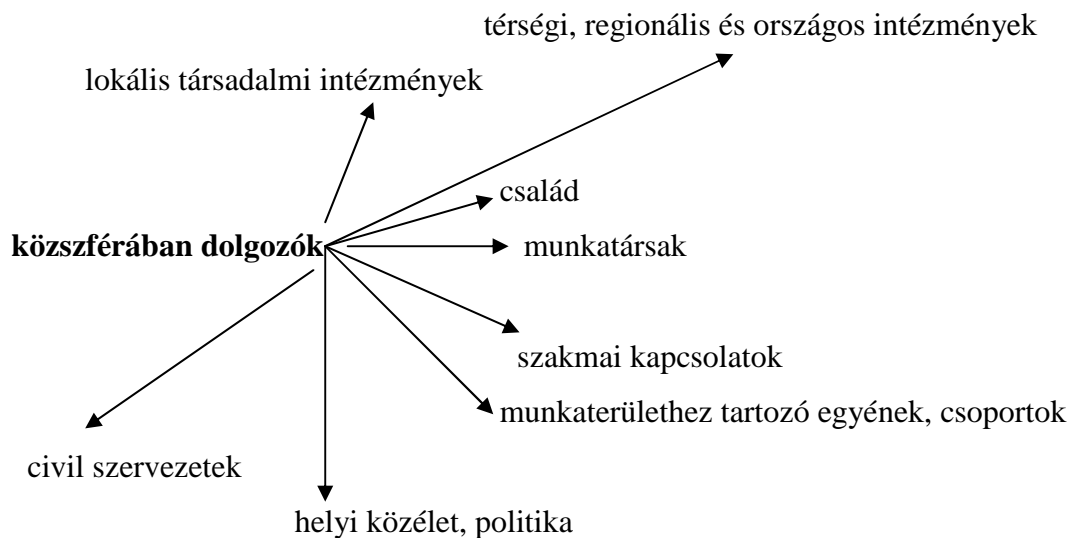 térségi, regionális és országos intézmények
lokális társadalmi intézmények
család
közszférában dolgozók
munkatársak
szakmai kapcsolatok
munkaterülethez tartozó egyének, csoportok
civil szervezetek
helyi közélet, politika